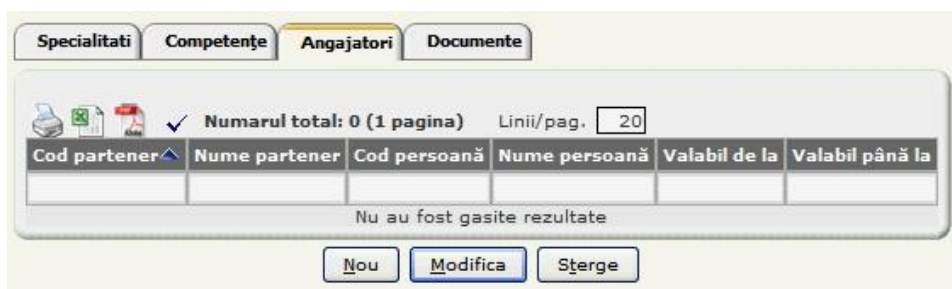 Specialitati Competenţe Angajatori Documente
Numarul total: 0 (1 pagina) Linii/pag. 20
Cod partener Nume partener Cod persoană Nume persoană Valabil de la Valabil până la
Nu au fost gasite rezultate
Nou Modifica Sterge